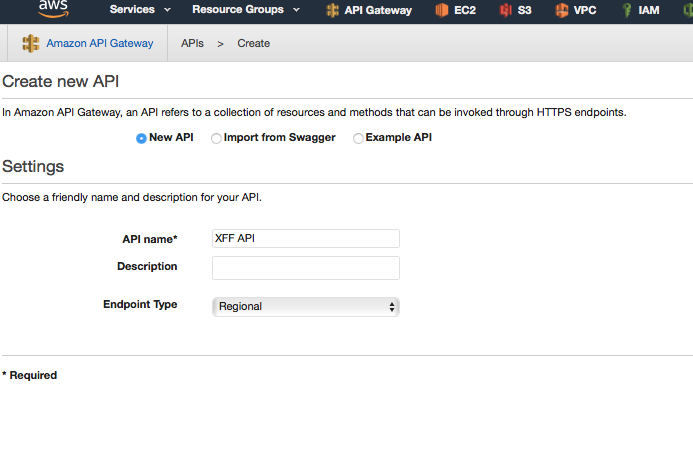 aws Services Resource Groups API Gateway EC2 S3 VPC IAM
Amazon API Gateway APIs > Create
Create new API
In Amazon API Gateway, an API refers to a collection of resources and methods that can be invoked through HTTPS endpoints.
New API Import from Swagger Example API
Settings
Choose a friendly name and description for your API.
API name* XFF API
Description
Endpoint Type Regional
* Required